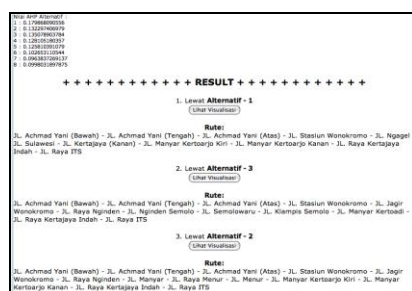 Nilai AHP Alternatif :
1 : 0.179868090556
2 : 0.132297406979
3 : 0.135078903784
4 : 0.128105180357
5 : 0.125810391079
6 : 0.102653110544
7 : 0.0963837269137
8 : 0.0998031897875
+ + + + + + + + + + + + RESULT + + + + + + + + + + + +
1. Lewat Alternatif - 1
Lihat Visualisasi
Rute:
JL. Achmad Yani (Bawah) - JL. Achmad Yani (Tengah) - JL. Achmad Yani (Atas) - JL. Stasiun Wonokromo - JL. Ngagel
JL. Sulawesi - JL. Kertajaya (Kanan) - JL. Manyar Kertoarjo Kiri - JL. Manyar Kertoarjo Kanan - JL. Raya Kertajaya
Indah - JL. Raya ITS
2. Lewat Alternatif - 3
Lihat Visualisasi
Rute:
JL. Achmad Yani (Bawah) - JL. Achmad Yani (Tengah) - JL. Achmad Yani (Atas) - JL. Stasiun Wonokromo - JL. Jagir
Wonokromo - JL. Raya Nginden - JL. Nginden Semolo - JL. Semolowaru - JL. Klampis Semolo - JL. Manyar Kertoadi -
JL. Raya Kertajaya Indah - JL. Raya ITS
3. Lewat Alternatif - 2
Lihat Visualisasi
Rute:
JL. Achmad Yani (Bawah) - JL. Achmad Yani (Tengah) - JL. Achmad Yani (Atas) - JL. Stasiun Wonokromo - JL. Jagir
Wonokromo - JL. Raya Nginden - JL. Manyar - JL. Raya Menur - JL. Menur - JL. Manyar Kertoarjo Kiri - JL. Manyar
Kertoarjo Kanan - JL. Raya Kertajaya Indah - JL. Raya ITS